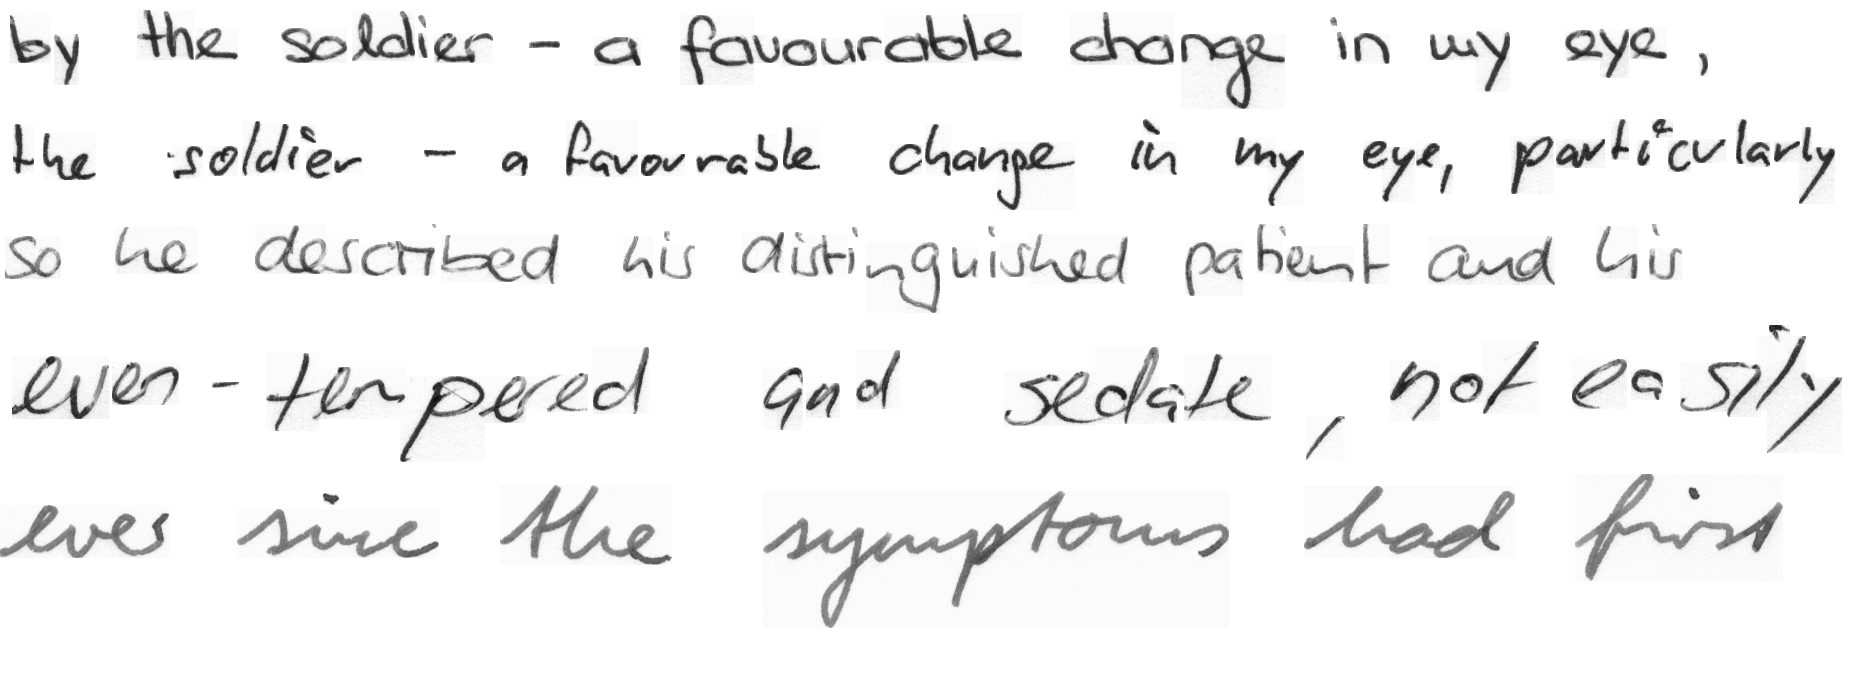 by the soldier - a favourable change in my eye,
the soldier - a favourable change in my eye, particularly
so he described his distinguished patient and his
even-tempered and sedate, not easily
ever since the symptoms had first